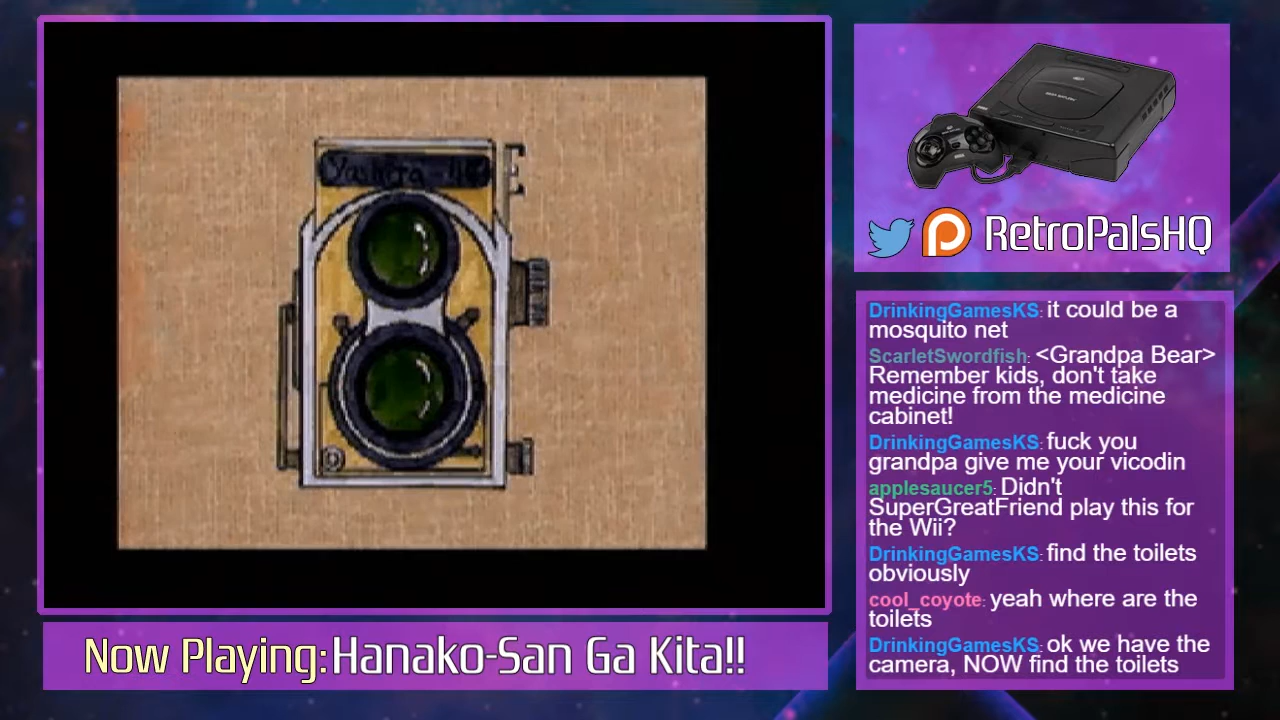 RetroPalsHQ
DrinkingGamesKS: it could be a
mosquito net
ScarletSwordfish: <Grandpa Bear>
Remember kids, don't take
medicine from the medicine
cabinet!
DrinkingGamesKS: fuck you
grandpa give me your vicodin
applesaucer5: Didn't
SuperGreatFriend play this for
the Wii?
DrinkingGamesKS: find the toilets
obviously
cool_coyote: yeah where are the
toilets
DrinkingGamesKS: ok we have the
camera, NOW find the toilets
Now Playing: Hanako-San Ga Kita!!